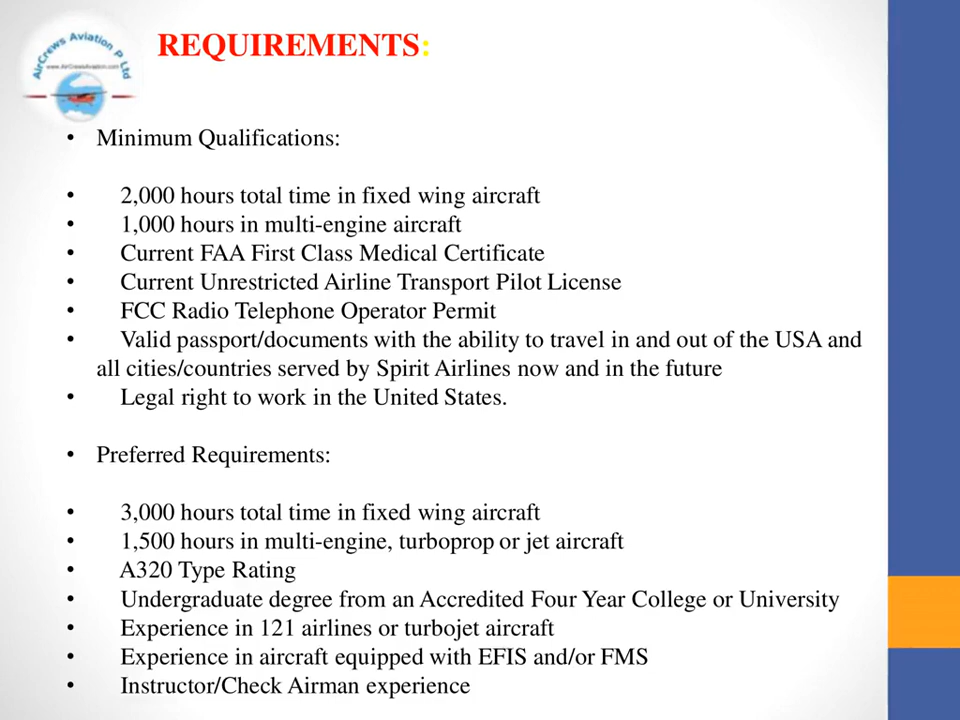 AirCrews Aviation P Ltd
www.AirCrewsAviation.com
REQUIREMENTS:
• Minimum Qualifications:
• 2,000 hours total time in fixed wing aircraft
• 1,000 hours in multi-engine aircraft
• Current FAA First Class Medical Certificate
• Current Unrestricted Airline Transport Pilot License
• FCC Radio Telephone Operator Permit
• Valid passport/documents with the ability to travel in and out of the USA and
all cities/countries served by Spirit Airlines now and in the future
• Legal right to work in the United States.
• Preferred Requirements:
• 3,000 hours total time in fixed wing aircraft
• 1,500 hours in multi-engine, turboprop or jet aircraft
• A320 Type Rating
• Undergraduate degree from an Accredited Four Year College or University
• Experience in 121 airlines or turbojet aircraft
• Experience in aircraft equipped with EFIS and/or FMS
• Instructor/Check Airman experience